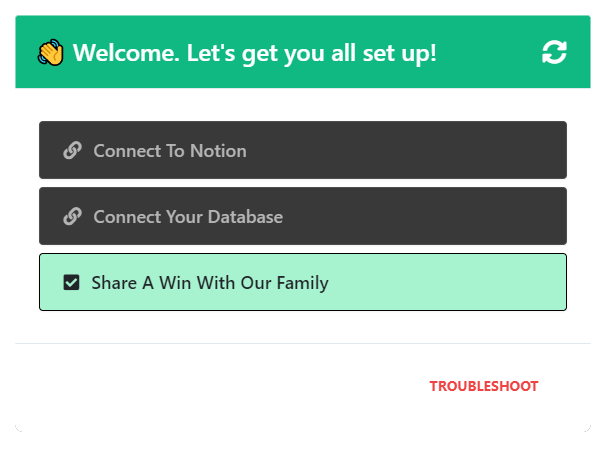 👋 Welcome. Let's get you all set up!
Connect To Notion
Connect Your Database
Share A Win With Our Family
TROUBLESHOOT